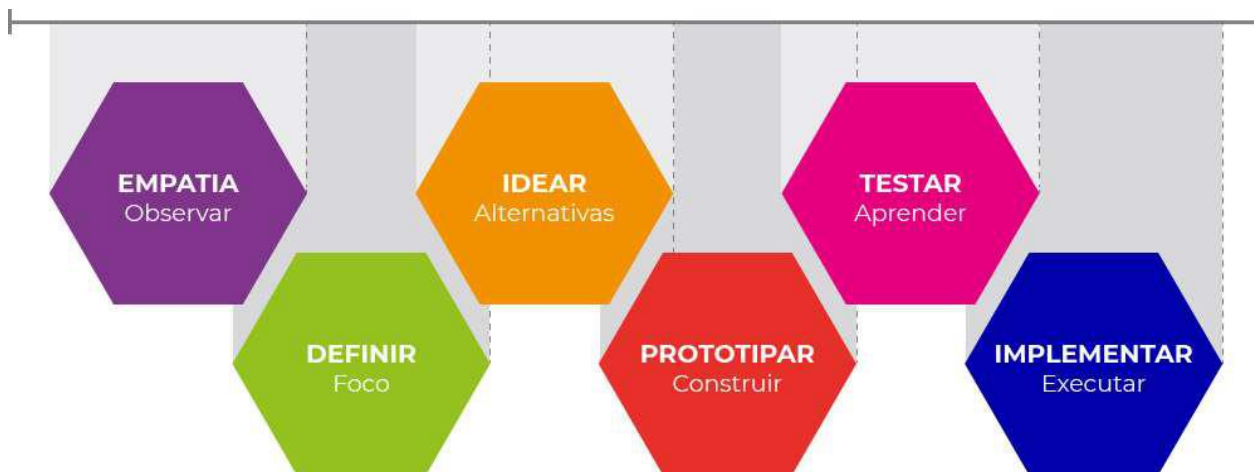 EMPATIA
Observar
DEFINIR
Foco
IDEAR
Alternativas
PROTOTIPAR
Construir
TESTAR
Aprender
IMPLEMENTAR
Executar